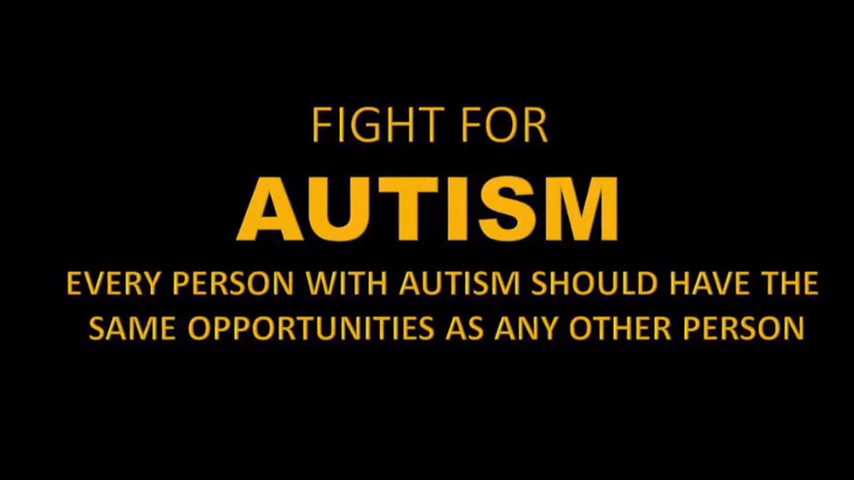 FIGHT FOR
AUTISM
EVERY PERSON WITH AUTISM SHOULD HAVE THE
SAME OPPORTUNITIES AS ANY OTHER PERSON